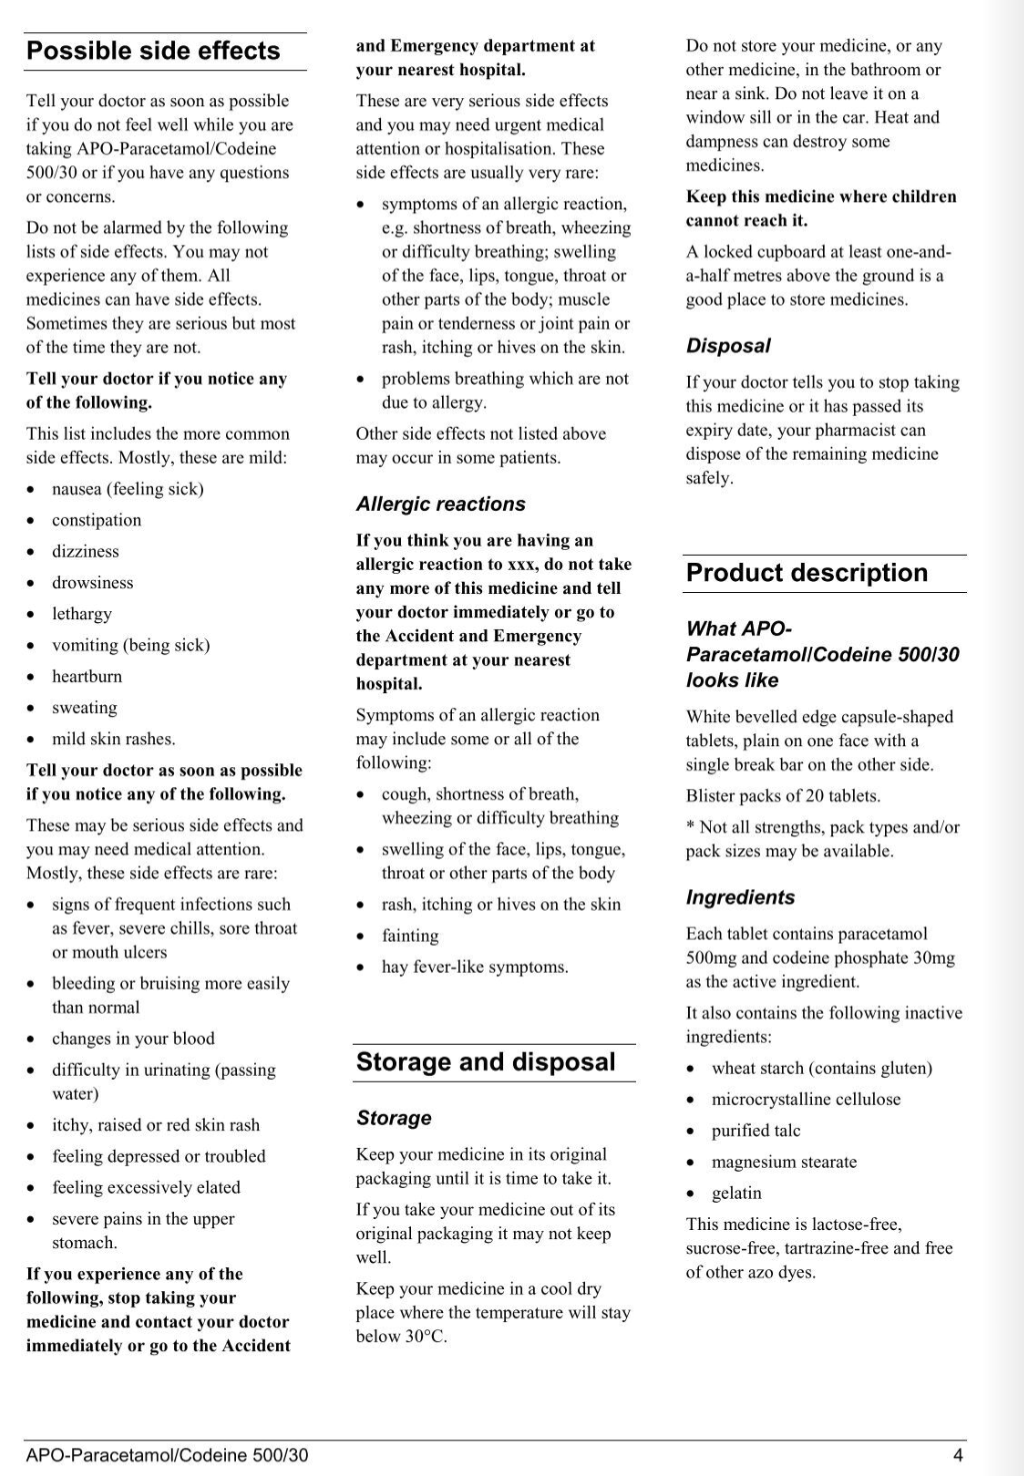 Possible side effects
Tell your doctor as soon as possible
if you do not feel well while you are
taking APO-Paracetamol/Codeine
500/30 or if you have any questions
or concerns.
Do not be alarmed by the following
lists of side effects. You may not
experience any of them. All
medicines can have side effects.
Sometimes they are serious but most
of the time they are not.
Tell your doctor if you notice any
of the following.
This list includes the more common
side effects. Mostly, these are mild:
• nausea (feeling sick)
• constipation
• dizziness
• drowsiness
• lethargy
• vomiting (being sick)
• heartburn
• sweating
• mild skin rashes.
Tell your doctor as soon as possible
if you notice any of the following.
These may be serious side effects and
you may need medical attention.
Mostly, these side effects are rare:
• signs of frequent infections such
as fever, severe chills, sore throat
or mouth ulcers
• bleeding or bruising more easily
than normal
• changes in your blood
• difficulty in urinating (passing
water)
• itchy, raised or red skin rash
• feeling depressed or troubled
• feeling excessively elated
• severe pains in the upper
stomach.
If you experience any of the
following, stop taking your
medicine and contact your doctor
immediately or go to the Accident
and Emergency department at
your nearest hospital.
These are very serious side effects
and you may need urgent medical
attention or hospitalisation. These
side effects are usually very rare:
• symptoms of an allergic reaction,
e.g. shortness of breath, wheezing
or difficulty breathing; swelling
of the face, lips, tongue, throat or
other parts of the body; muscle
pain or tenderness or joint pain or
rash, itching or hives on the skin.
• problems breathing which are not
due to allergy.
Other side effects not listed above
may occur in some patients.
Allergic reactions
If you think you are having an
allergic reaction to xxx, do not take
any more of this medicine and tell
your doctor immediately or go to
the Accident and Emergency
department at your nearest
hospital.
Symptoms of an allergic reaction
may include some or all of the
following:
• cough, shortness of breath,
wheezing or difficulty breathing
• swelling of the face, lips, tongue,
throat or other parts of the body
• rash, itching or hives on the skin
• fainting
• hay fever-like symptoms.
Storage and disposal
Storage
Keep your medicine in its original
packaging until it is time to take it.
If you take your medicine out of its
original packaging it may not keep
well.
Keep your medicine in a cool dry
place where the temperature will stay
below 30°C.
Do not store your medicine, or any
other medicine, in the bathroom or
near a sink. Do not leave it on a
window sill or in the car. Heat and
dampness can destroy some
medicines.
Keep this medicine where children
cannot reach it.
A locked cupboard at least one-and-
a-half metres above the ground is a
good place to store medicines.
Disposal
If your doctor tells you to stop taking
this medicine or it has passed its
expiry date, your pharmacist can
dispose of the remaining medicine
safely.
Product description
What APO-
Paracetamol/Codeine 500/30
looks like
White bevelled edge capsule-shaped
tablets, plain on one face with a
single break bar on the other side.
Blister packs of 20 tablets.
* Not all strengths, pack types and/or
pack sizes may be available.
Ingredients
Each tablet contains paracetamol
500mg and codeine phosphate 30mg
as the active ingredient.
It also contains the following inactive
ingredients:
• wheat starch (contains gluten)
• microcrystalline cellulose
• purified talc
• magnesium stearate
• gelatin
This medicine is lactose-free,
sucrose-free, tartrazine-free and free
of other azo dyes.
APO-Paracetamol/Codeine 500/30
4